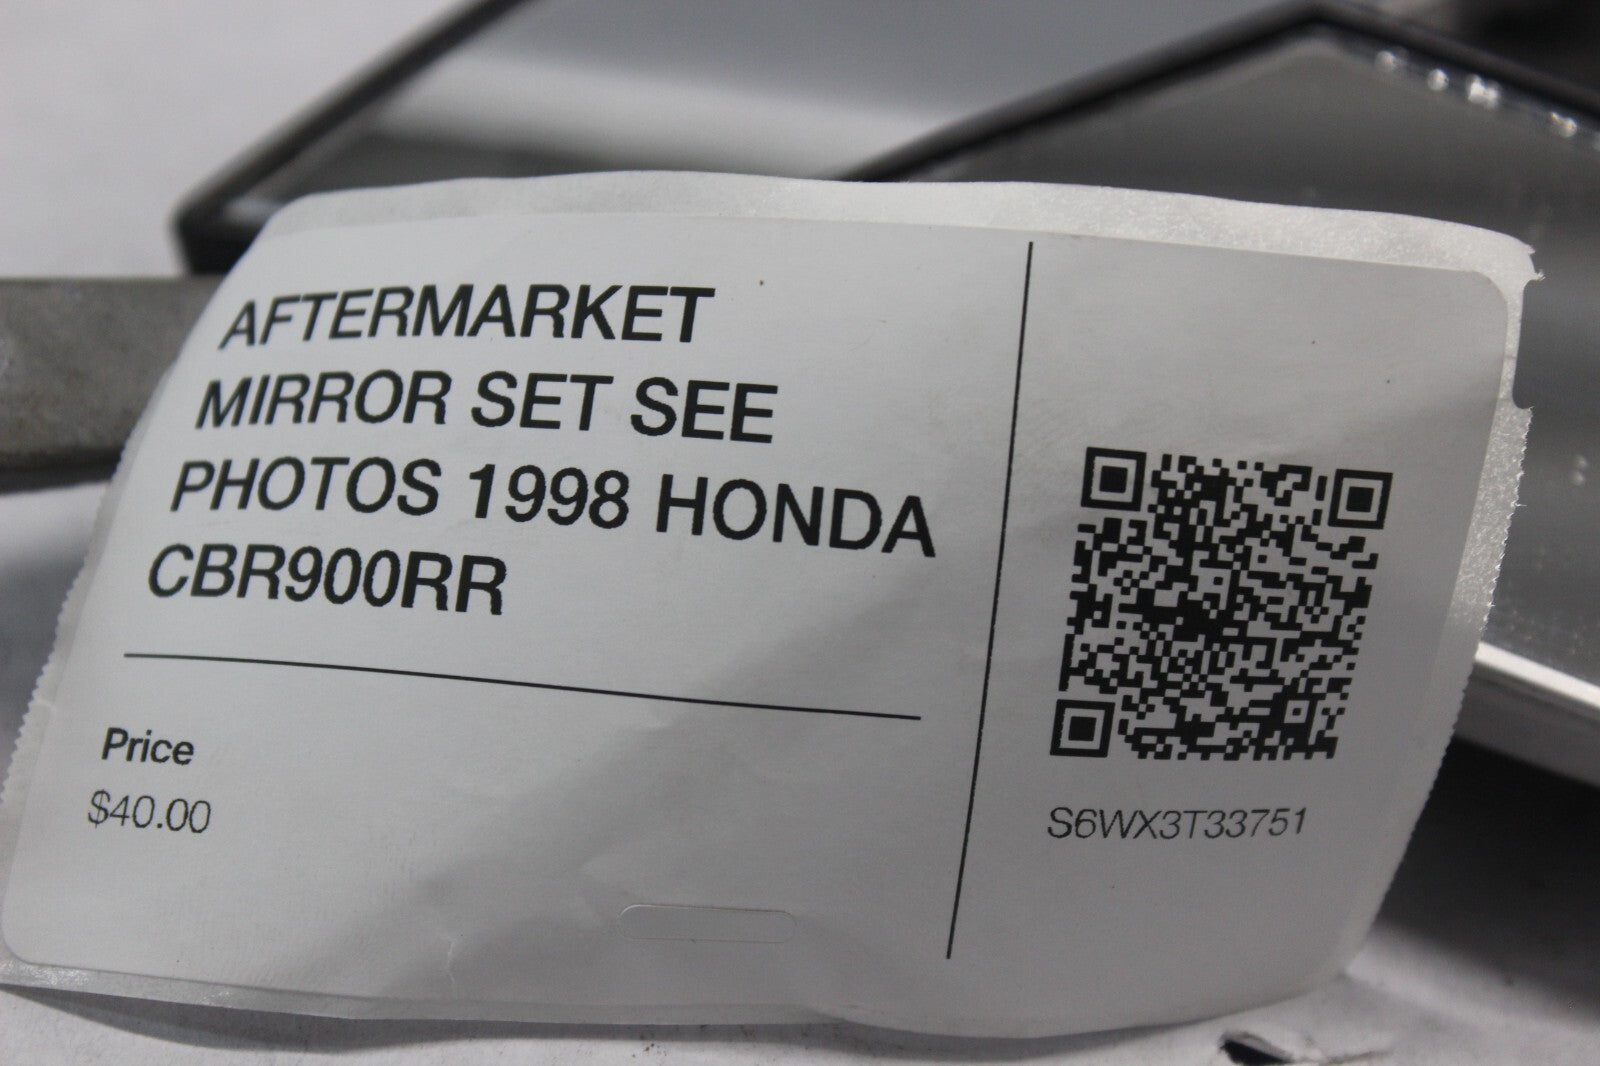 AFTERMARKET
MIRROR SET SEE
PHOTOS 1998 HONDA
CBR900RR
Price
$40.00
S6WX3T33751